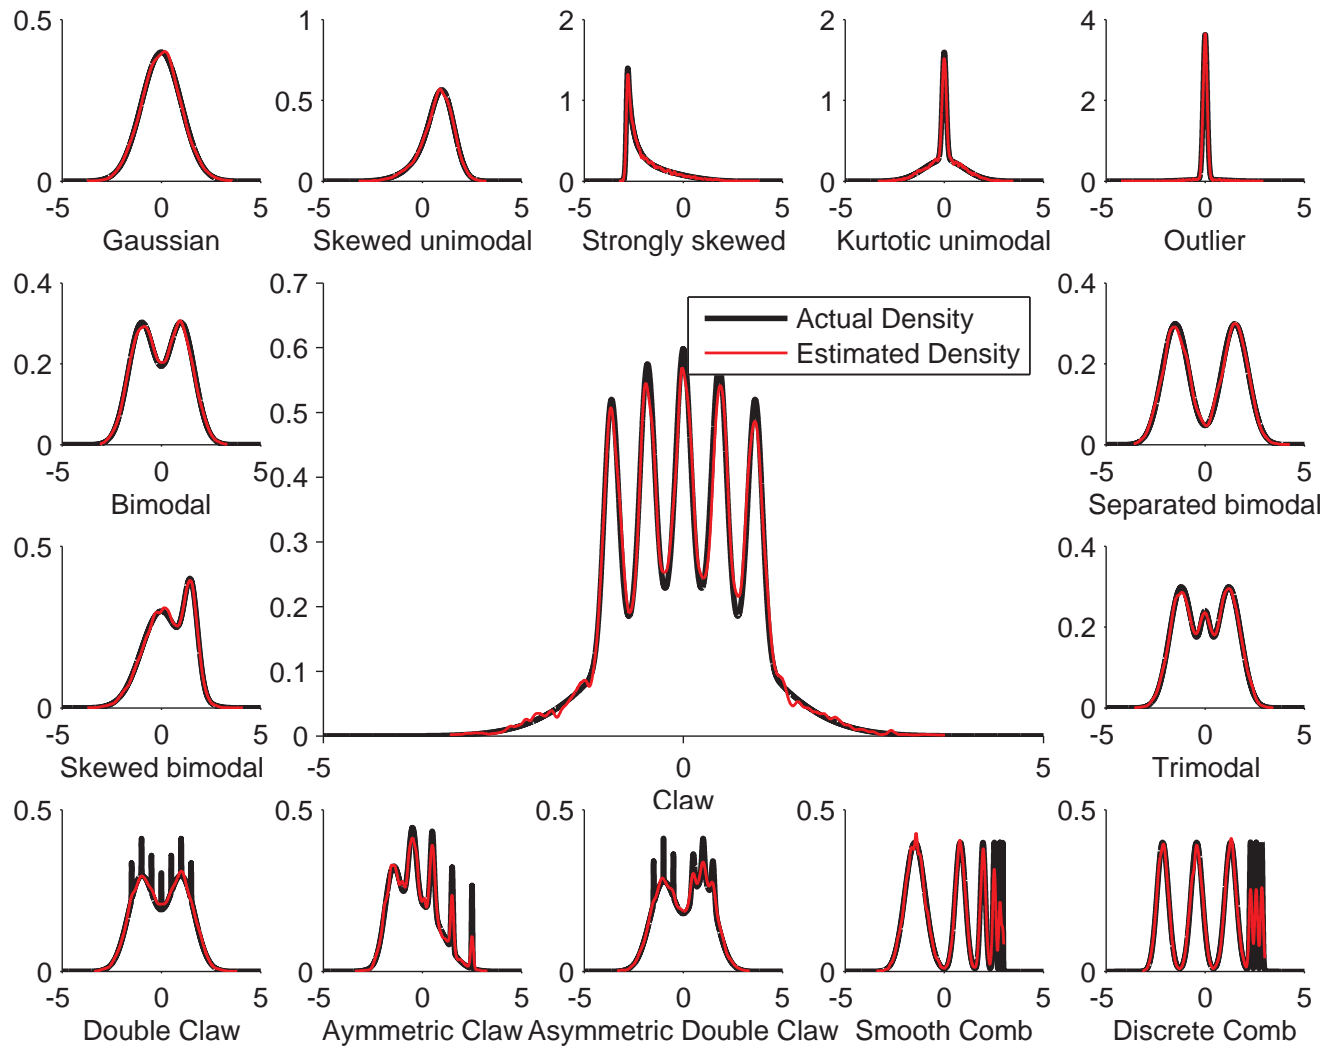 0.5
0
-5 0 5
Gaussian
1
0.5
0
-5 0 5
Skewed unimodal
2
1
0
-5 0 5
Strongly skewed
2
1
0
-5 0 5
Kurtotic unimodal
4
2
0
-5 0 5
Outlier
0.4
0.2
0
-5 0 5
Bimodal
0.7
0.6
0.5
0.4
0.3
0.2
0.1
0
-5 0 5
Claw
Actual Density
Estimated Density
0.4
0.2
0
-5 0 5
Separated bimodal
0.5
0
-5 0 5
Skewed bimodal
0.4
0.2
0
-5 0 5
Trimodal
0.5
0
-5 0 5
Double Claw
0.5
0
-5 0 5
Aymmetric Claw
0.5
0
-5 0 5
Asymmetric Double Claw
0.5
0
-5 0 5
Smooth Comb
0.5
0
-5 0 5
Discrete Comb